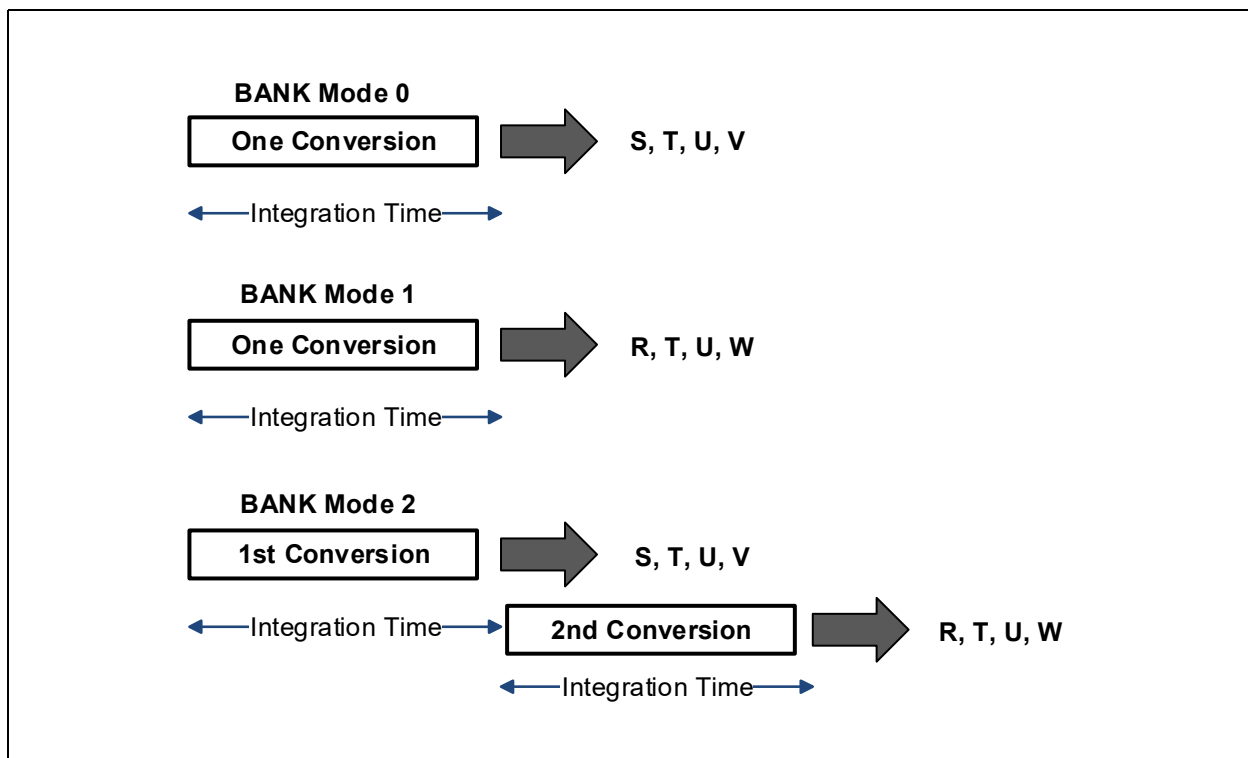 BANK Mode 0
One Conversion
S, T, U, V
Integration Time
BANK Mode 1
One Conversion
R, T, U, W
Integration Time
BANK Mode 2
1st Conversion
S, T, U, V
Integration Time
2nd Conversion
R, T, U, W
Integration Time